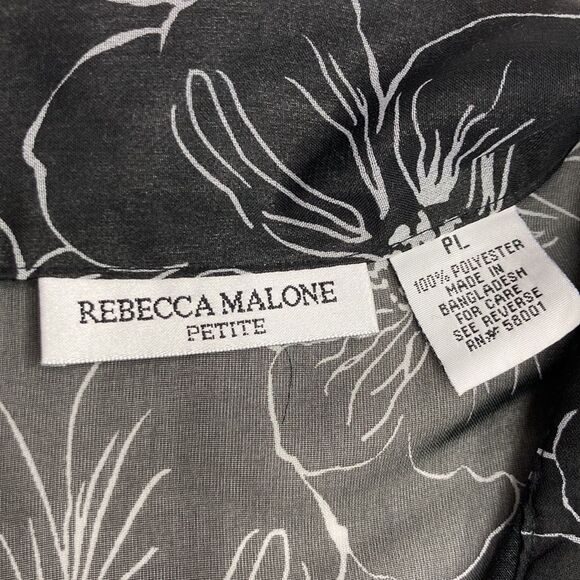 REBECCA MALONE
PETITE
PL
100% POLYESTER
MADE IN
BANGLADESH
FOR CARE
SEE REVERSE
RN# 58001